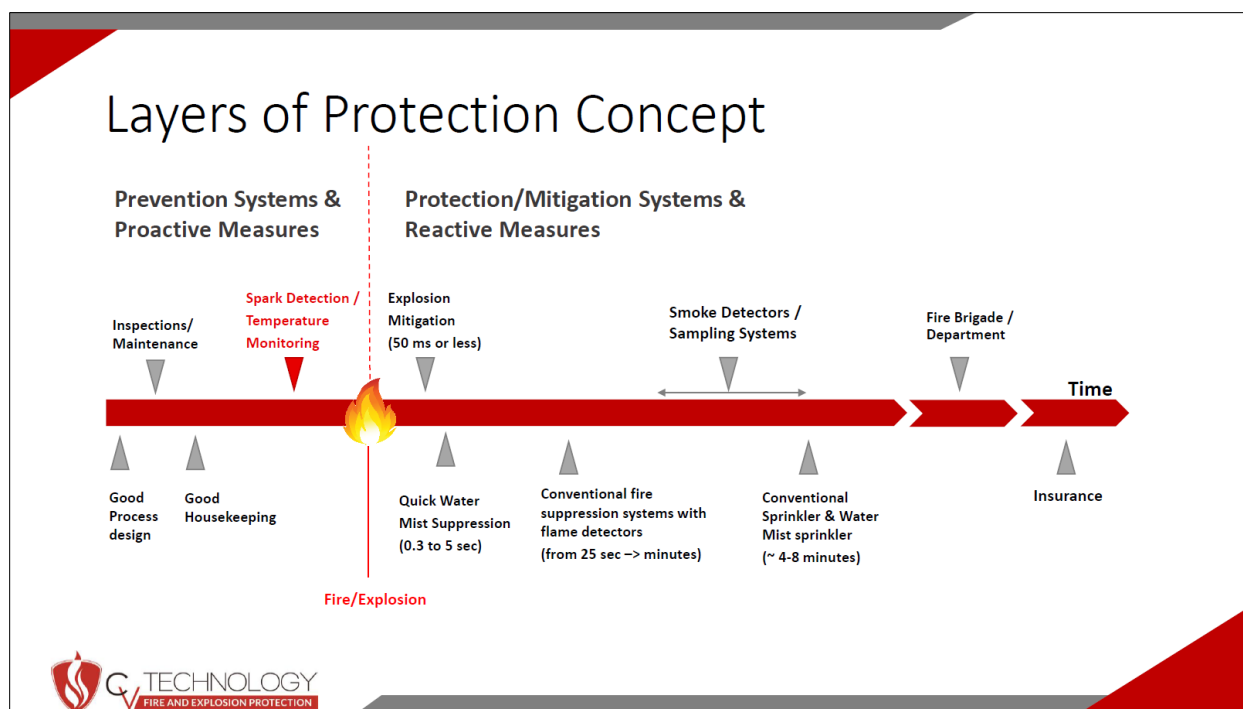 Layers of Protection Concept
Prevention Systems &
Proactive Measures
Protection/Mitigation Systems &
Reactive Measures
Inspections/
Maintenance
Spark Detection /
Temperature
Monitoring
Explosion
Mitigation
(50 ms or less)
Smoke Detectors /
Sampling Systems
Fire Brigade /
Department
Time
Good
Process
design
Good
Housekeeping
Quick Water
Mist Suppression
(0.3 to 5 sec)
Conventional fire
suppression systems with
flame detectors
(from 25 sec –> minutes)
Conventional
Sprinkler & Water
Mist sprinkler
(~ 4-8 minutes)
Insurance
Fire/Explosion
CV TECHNOLOGY
FIRE AND EXPLOSION PROTECTION